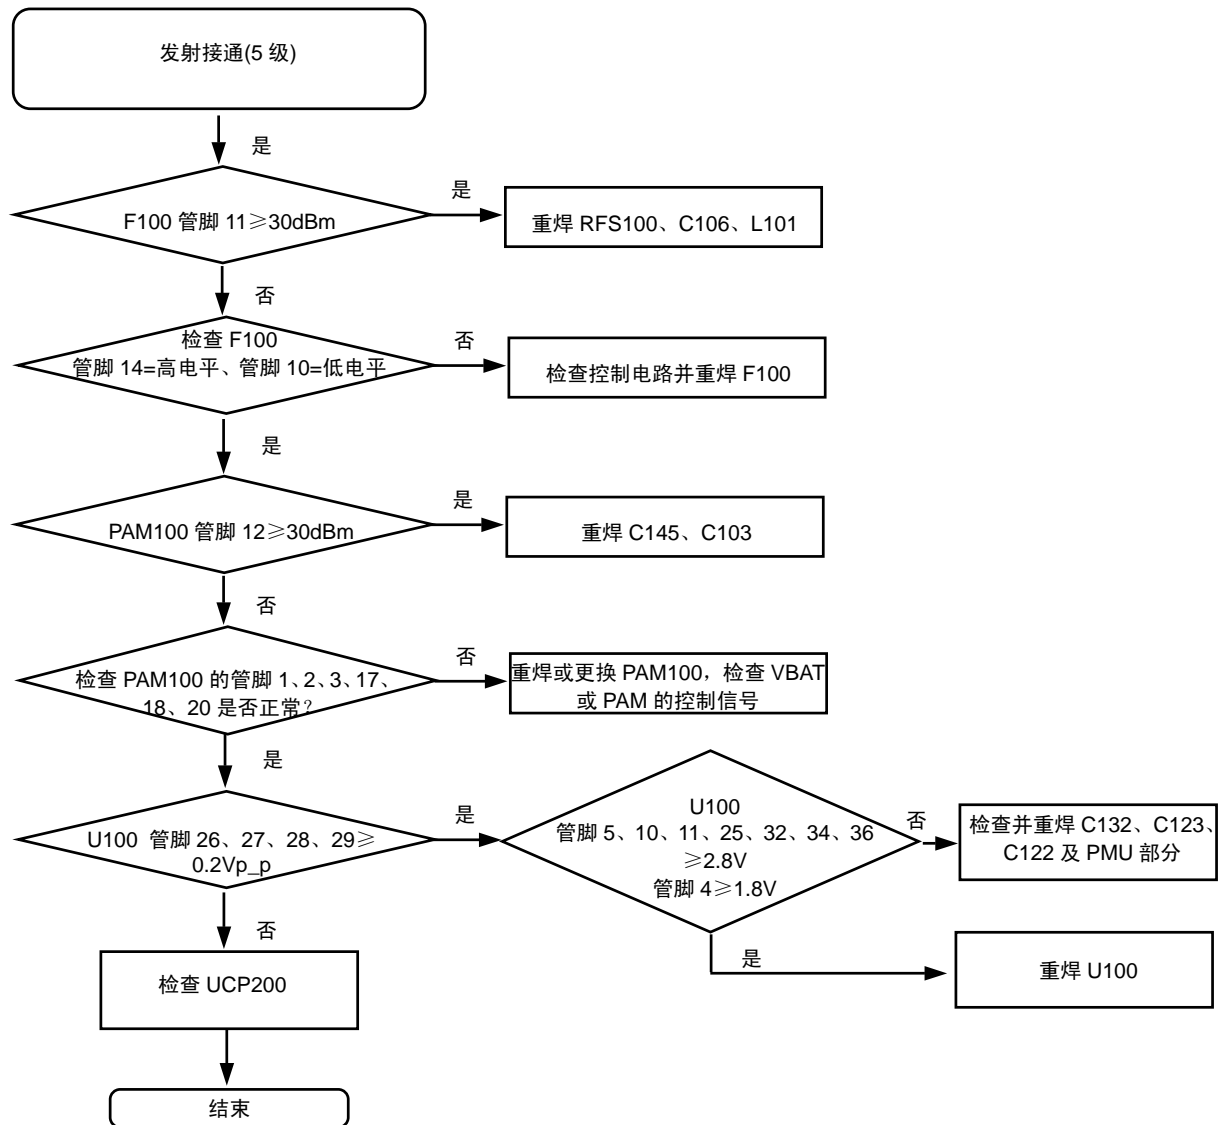 发射接通(5 级)
是
F100 管脚 11≥30dBm
是
重焊 RFS100、C106、L101
否
检查 F100
管脚 14=高电平、管脚 10=低电平
否
检查控制电路并重焊 F100
是
PAM100 管脚 12≥30dBm
是
重焊 C145、C103
否
检查 PAM100 的管脚 1、2、3、17、
18、20 是否正常?
否
重焊或更换 PAM100，检查 VBAT
或 PAM 的控制信号
是
U100 管脚 26、27、28、29≥
0.2Vp_p
是
U100
管脚 5、10、11、25、32、34、36
≥2.8V
管脚 4≥1.8V
否
检查并重焊 C132、C123、
C122 及 PMU 部分
是
重焊 U100
否
检查 UCP200
结束